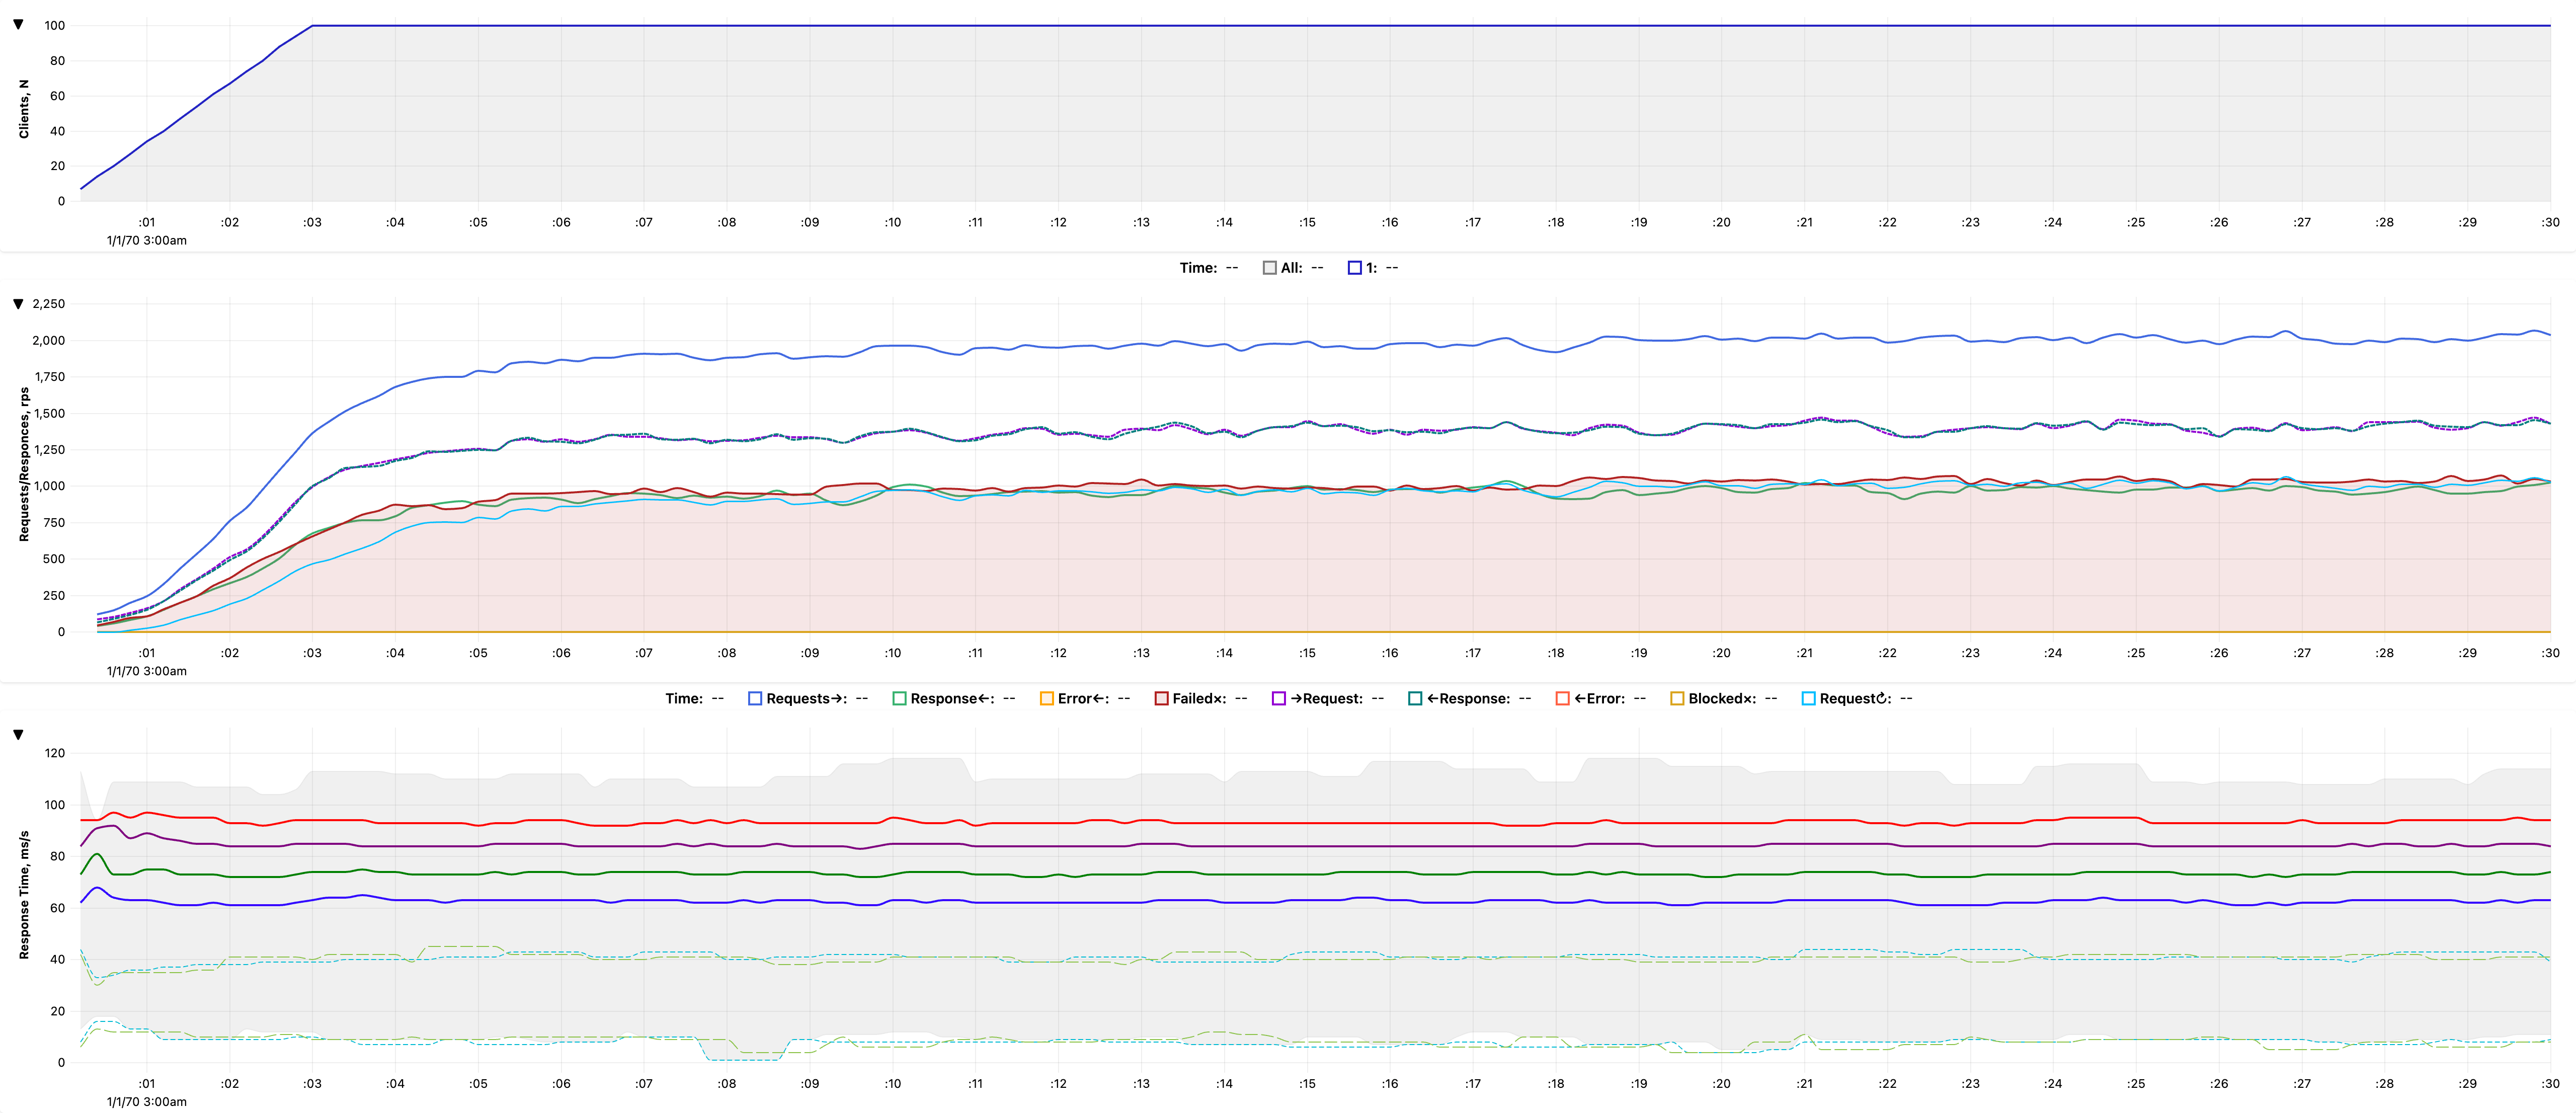 ▼
Clients, N
100
80
60
40
20
0
:01 :02 :03 :04 :05 :06 :07 :08 :09 :10 :11 :12 :13 :14 :15 :16 :17 :18 :19 :20 :21 :22 :23 :24 :25 :26 :27 :28 :29 :30
1/1/70 3:00am
Time: -- All: -- 1: --
▼
Requests/Responces, rps
2,250
2,000
1,750
1,500
1,250
1,000
750
500
250
0
:01 :02 :03 :04 :05 :06 :07 :08 :09 :10 :11 :12 :13 :14 :15 :16 :17 :18 :19 :20 :21 :22 :23 :24 :25 :26 :27 :28 :29 :30
1/1/70 3:00am
Time: -- Requests→: -- Response←: -- Error←: -- Failed×: -- →Request: -- ←Response: -- ←Error: -- Blocked×: -- Request↻: --
▼
Response Time, ms/s
120
100
80
60
40
20
0
:01 :02 :03 :04 :05 :06 :07 :08 :09 :10 :11 :12 :13 :14 :15 :16 :17 :18 :19 :20 :21 :22 :23 :24 :25 :26 :27 :28 :29 :30
1/1/70 3:00am